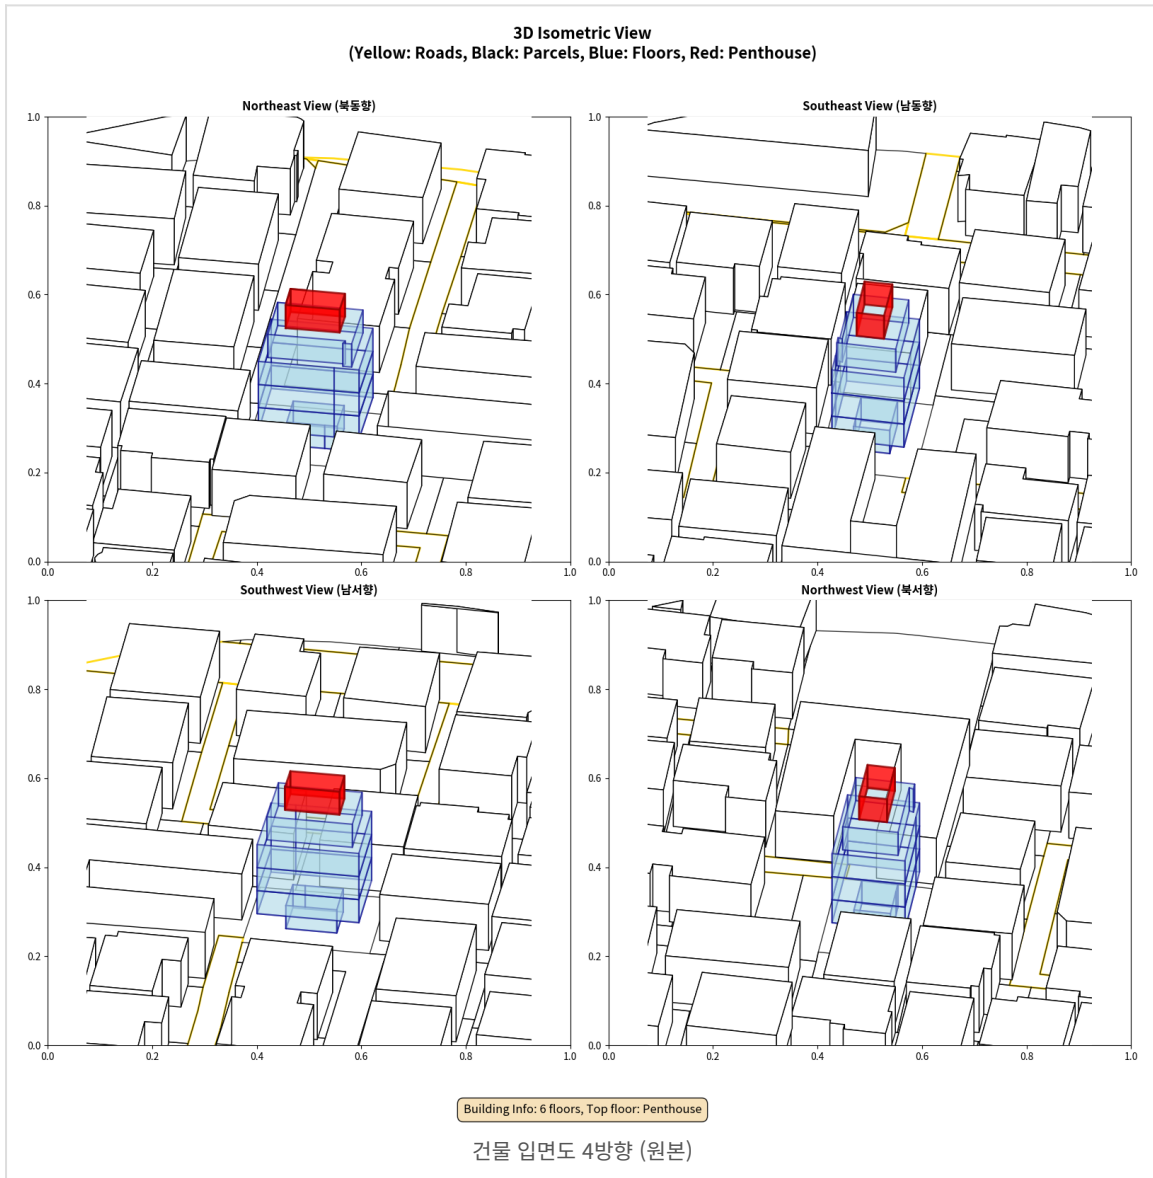 3D Isometric View
(Yellow: Roads, Black: Parcels, Blue: Floors, Red: Penthouse)
Northeast View (북동향)
1.0
0.8
0.6
0.4
0.2
0.0
0.0 0.2 0.4 0.6 0.8 1.0
Southeast View (남동향)
1.0
0.8
0.6
0.4
0.2
0.0
0.0 0.2 0.4 0.6 0.8 1.0
Southwest View (남서향)
1.0
0.8
0.6
0.4
0.2
0.0
0.0 0.2 0.4 0.6 0.8 1.0
Northwest View (북서향)
1.0
0.8
0.6
0.4
0.2
0.0
0.0 0.2 0.4 0.6 0.8 1.0
Building Info: 6 floors, Top floor: Penthouse
건물 입면도 4방향 (원본)